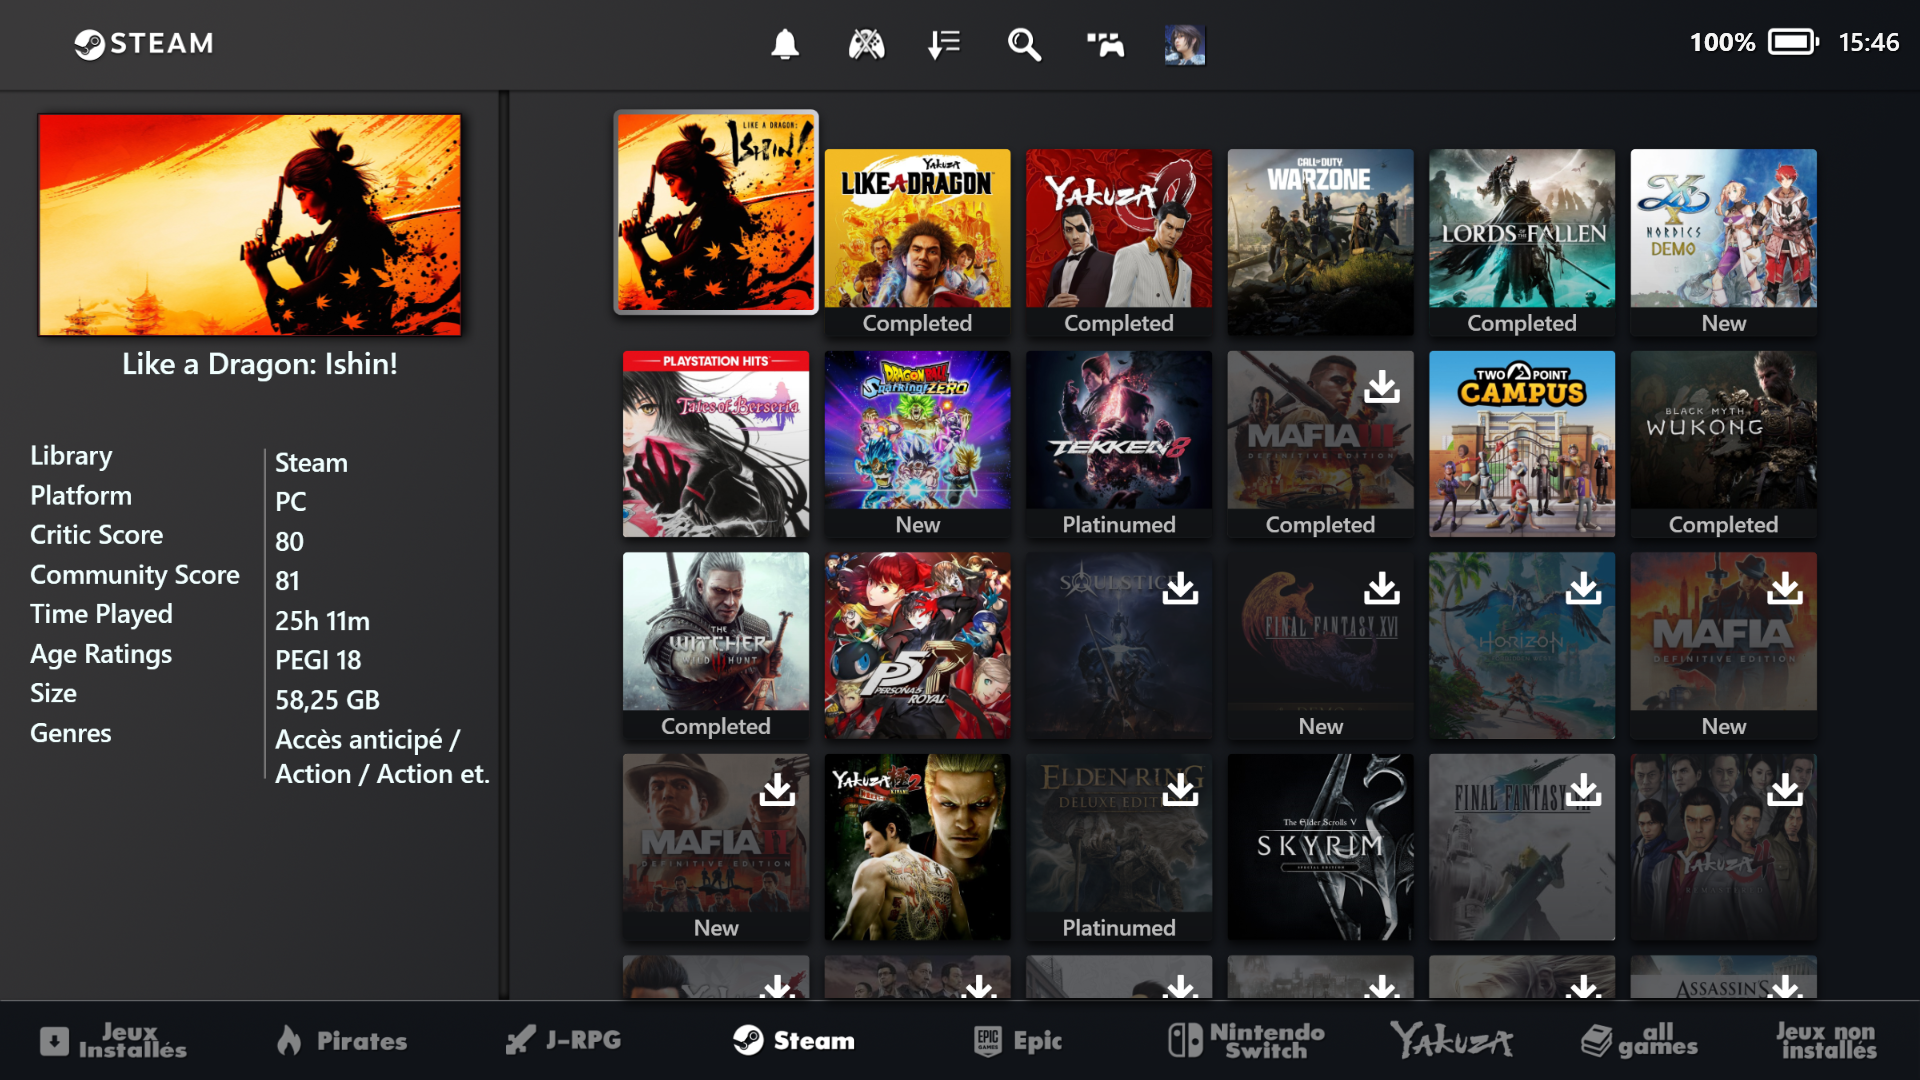 STEAM
100%
15:46
Like a Dragon: Ishin!
Library
Steam
Platform
PC
Critic Score
80
Community Score
81
Time Played
25h 11m
Age Ratings
PEGI 18
Size
58,25 GB
Genres
Accès anticipé /
Action / Action et.
LIKE A DRAGON:
ISHIN!
YAKUZA
LIKE A DRAGON
Completed
YAKUZA 0
Completed
CALL OF DUTY
WARZONE
LORDS OF THE FALLEN
Completed
YS X
NORDICS
DEMO
New
PLAYSTATION HITS
Tales of Berseria
DRAGON BALL
Sparking! ZERO
New
TEKKEN 8
Platinumed
MAFIA III
DEFINITIVE EDITION
Completed
TWO POINT
CAMPUS
BLACK MYTH
WUKONG
Completed
THE
WITCHER
WILD HUNT
Completed
P5R
PERSONA5
ROYAL
SOULSTICE
FINAL FANTASY XVI
New
HORIZON
MAFIA
DEFINITIVE EDITION
New
MAFIA II
DEFINITIVE EDITION
New
YAKUZA
2
ELDEN RING
DELUXE EDITION
Platinumed
The Elder Scrolls V
SKYRIM
SPECIAL EDITION
FINAL FANTASY
YAKUZA
REMASTERED
ASSASSIN'S
Jeux
Installés
Pirates
J-RPG
Steam
EPIC
GAMES
Epic
Nintendo
Switch
YAKUZA
all
games
Jeux non
installés